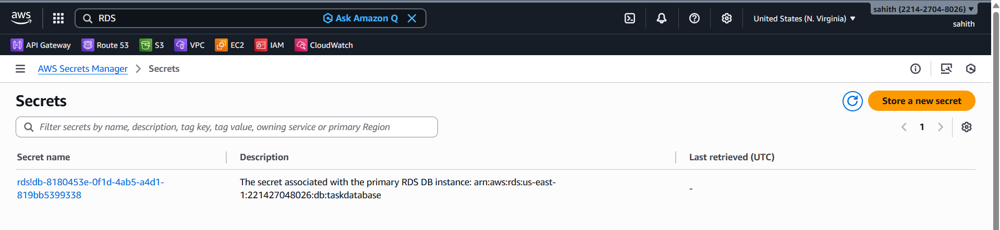 aws
RDS
Ask Amazon Q
United States (N. Virginia)
sahith (2214-2704-8026)
sahith
API Gateway
Route 53
S3
VPC
EC2
IAM
CloudWatch
AWS Secrets Manager
Secrets
Secrets
Store a new secret
Filter secrets by name, description, tag key, tag value, owning service or primary Region
1
Secret name
Description
Last retrieved (UTC)
rds!db-8180453e-0f1d-4ab5-a4d1-
819bb5399338
The secret associated with the primary RDS DB instance: arn:aws:rds:us-east-
1:221427048026:db:taskdatabase
-